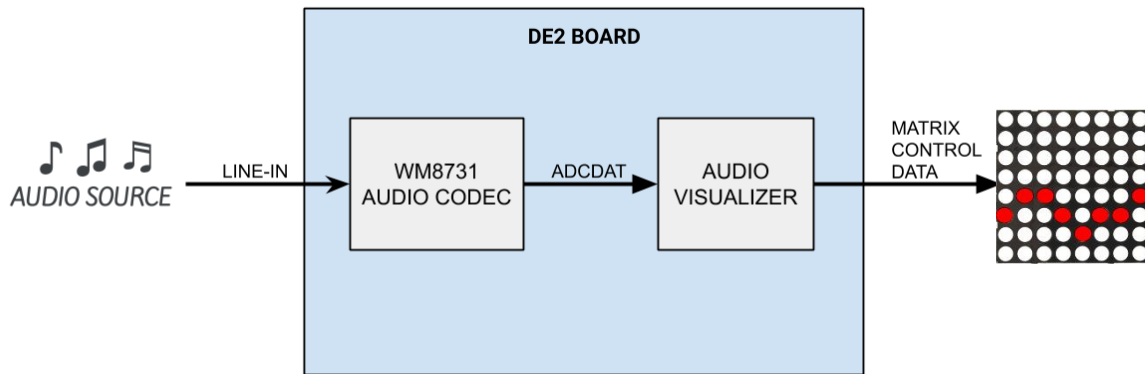 DE2 BOARD
AUDIO SOURCE
LINE-IN
WM8731
AUDIO CODEC
ADCDAT
AUDIO
VISUALIZER
MATRIX
CONTROL
DATA